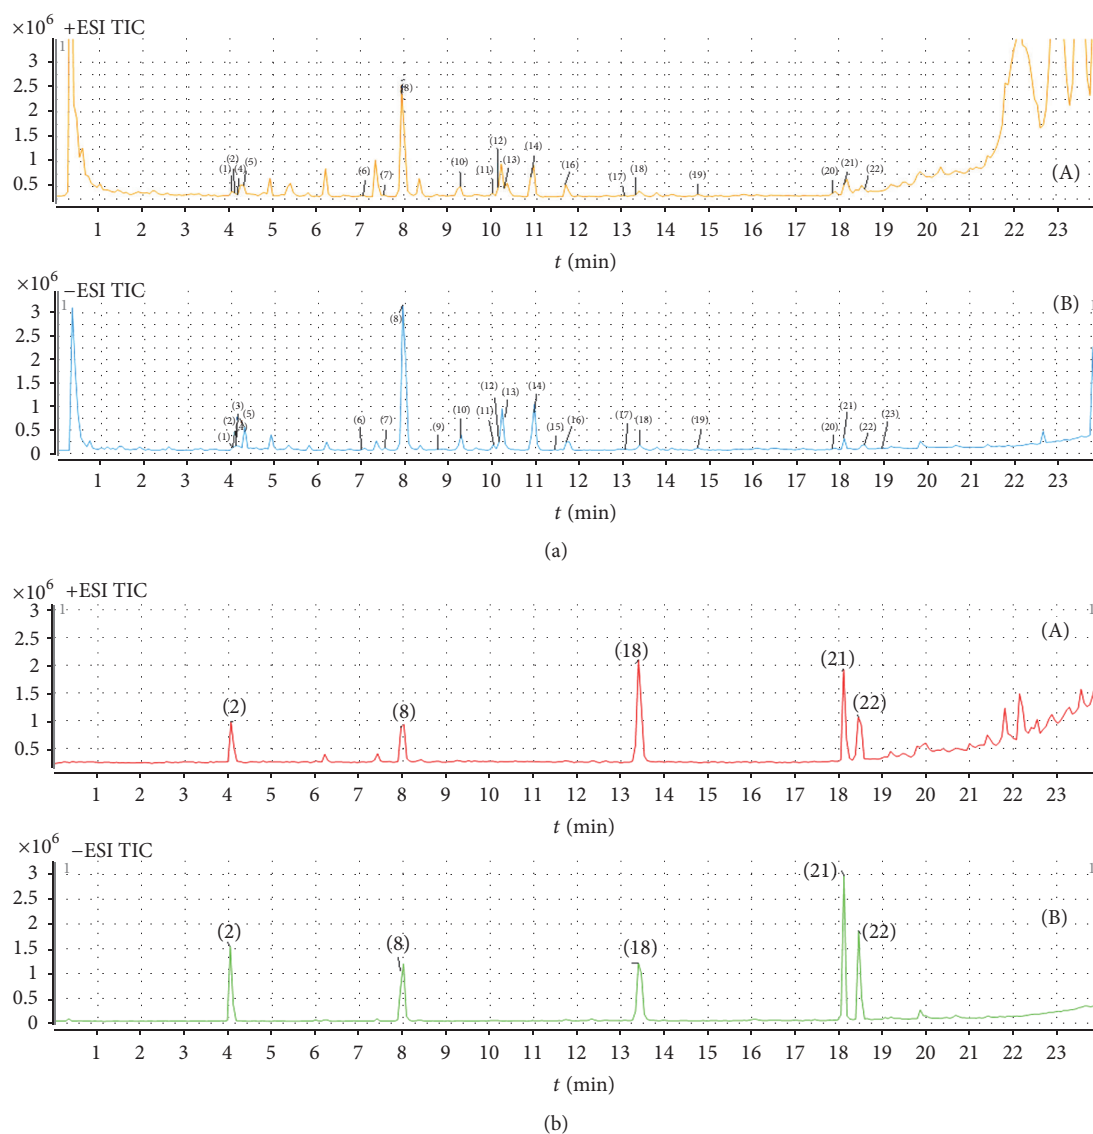 ×10⁶ +ESI TIC
1
3
2.5
2
1.5
1
0.5
(1) (2) (4) (5) (6) (7) (8) (10) (11) (12) (13) (14) (16) (17) (18) (19) (20) (21) (22)
(A)
1 2 3 4 5 6 7 8 9 10 11 12 13 14 15 16 17 18 19 20 21 22 23
t (min)
×10⁶ −ESI TIC
1
(B)
3
2.5
2
1.5
1
0.5
0
(1) (2) (3) (4) (5) (6) (7) (8) (9) (10) (11) (12) (13) (14) (15) (16) (17) (18) (19) (20) (21) (22) (23)
1 2 3 4 5 6 7 8 9 10 11 12 13 14 15 16 17 18 19 20 21 22 23
t (min)
(a)
×10⁶ +ESI TIC
1
3
2.5
2
1.5
1
0.5
(2) (8) (18) (21) (22)
(A)
1 2 3 4 5 6 7 8 9 10 11 12 13 14 15 16 17 18 19 20 21 22 23
t (min)
×10⁶ −ESI TIC
1
3
2.5
2
1.5
1
0.5
0
(2) (8) (18) (21) (22)
(B)
1 2 3 4 5 6 7 8 9 10 11 12 13 14 15 16 17 18 19 20 21 22 23
t (min)
(b)